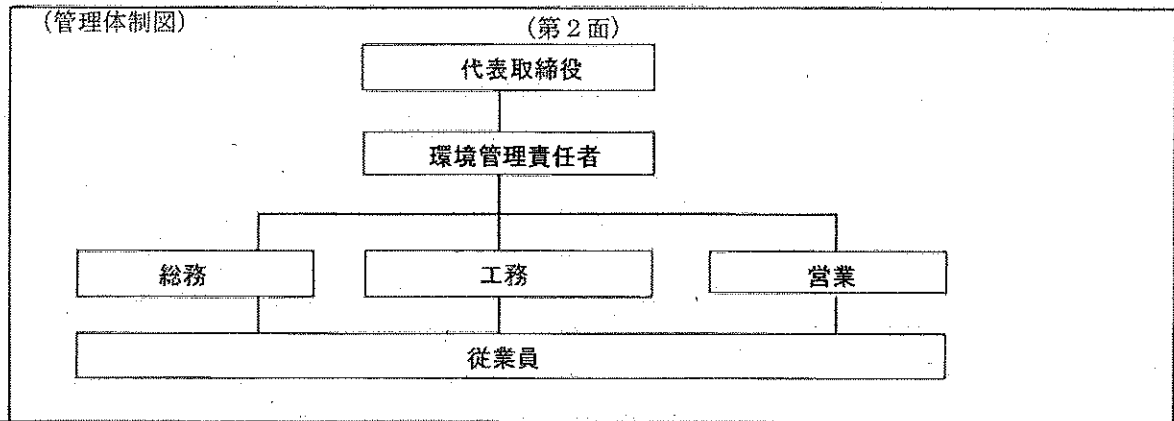 (管理体制図)
(第2面)
代表取締役
環境管理責任者
総務
工務
営業
従業員